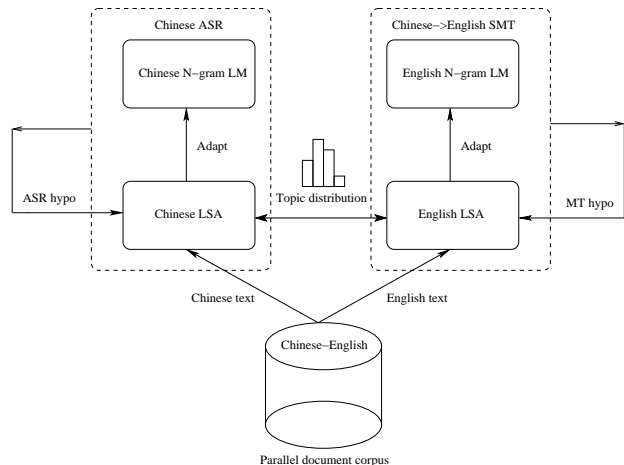 Chinese ASR
Chinese−>English SMT
Chinese N−gram LM
English N−gram LM
Adapt
Adapt
ASR hypo
Chinese LSA
Topic distribution
English LSA
MT hypo
Chinese text
English text
Chinese−English
Parallel document corpus